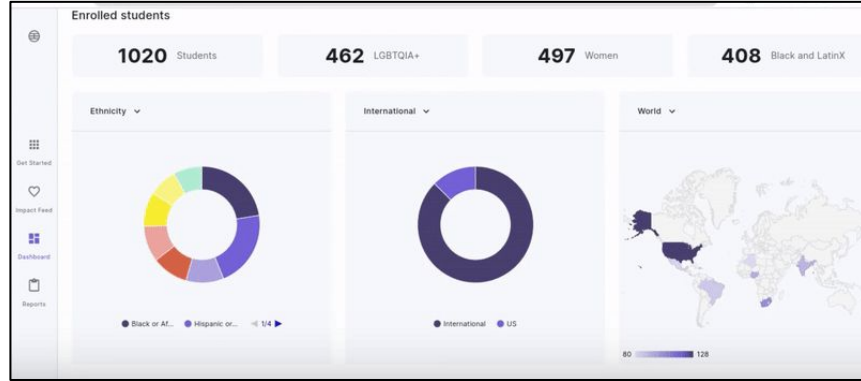 Enrolled students
1020 Students
462 LGBTQIA+
497 Women
408 Black and LatinX
Ethnicity
International
World
Get Started
Impact Feed
Dashboard
Reports
Black or Af...
Hispanic or...
1/4
International
US
80
128